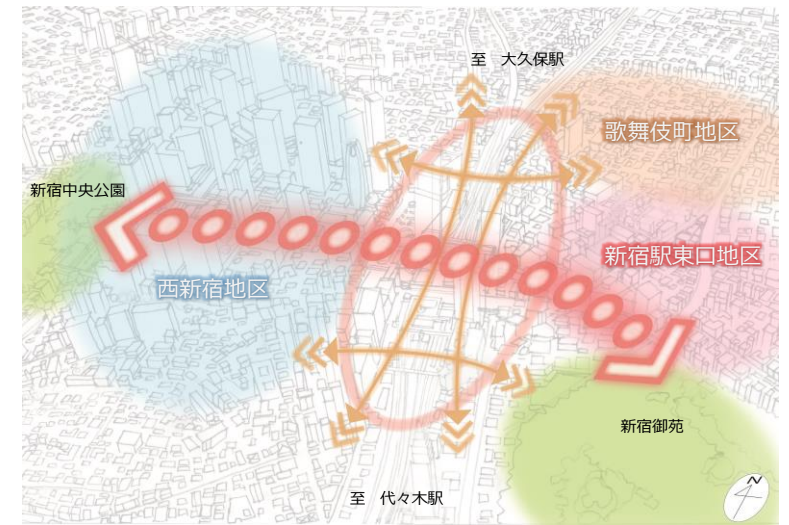 至　大久保駅
歌舞伎町地区
新宿中央公園
新宿駅東口地区
西新宿地区
新宿御苑
至　代々木駅
N